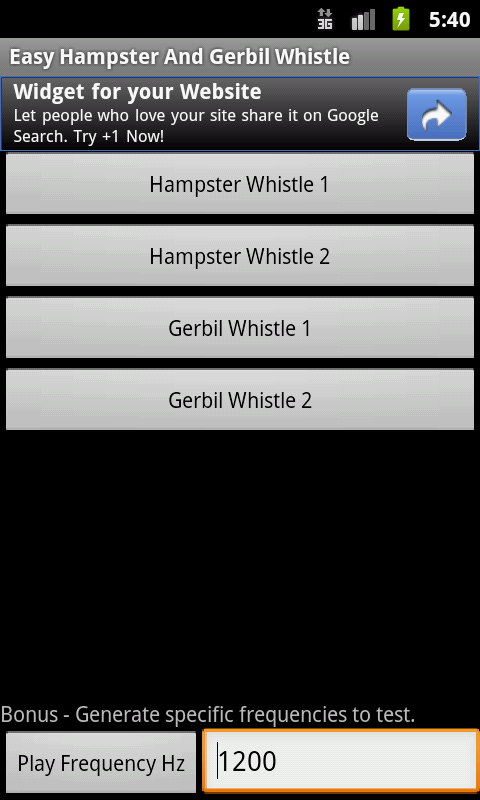 3G 5:40
Easy Hampster And Gerbil Whistle
Widget for your Website
Let people who love your site share it on Google
Search. Try +1 Now!
Hampster Whistle 1
Hampster Whistle 2
Gerbil Whistle 1
Gerbil Whistle 2
Bonus - Generate specific frequencies to test.
Play Frequency Hz 1200